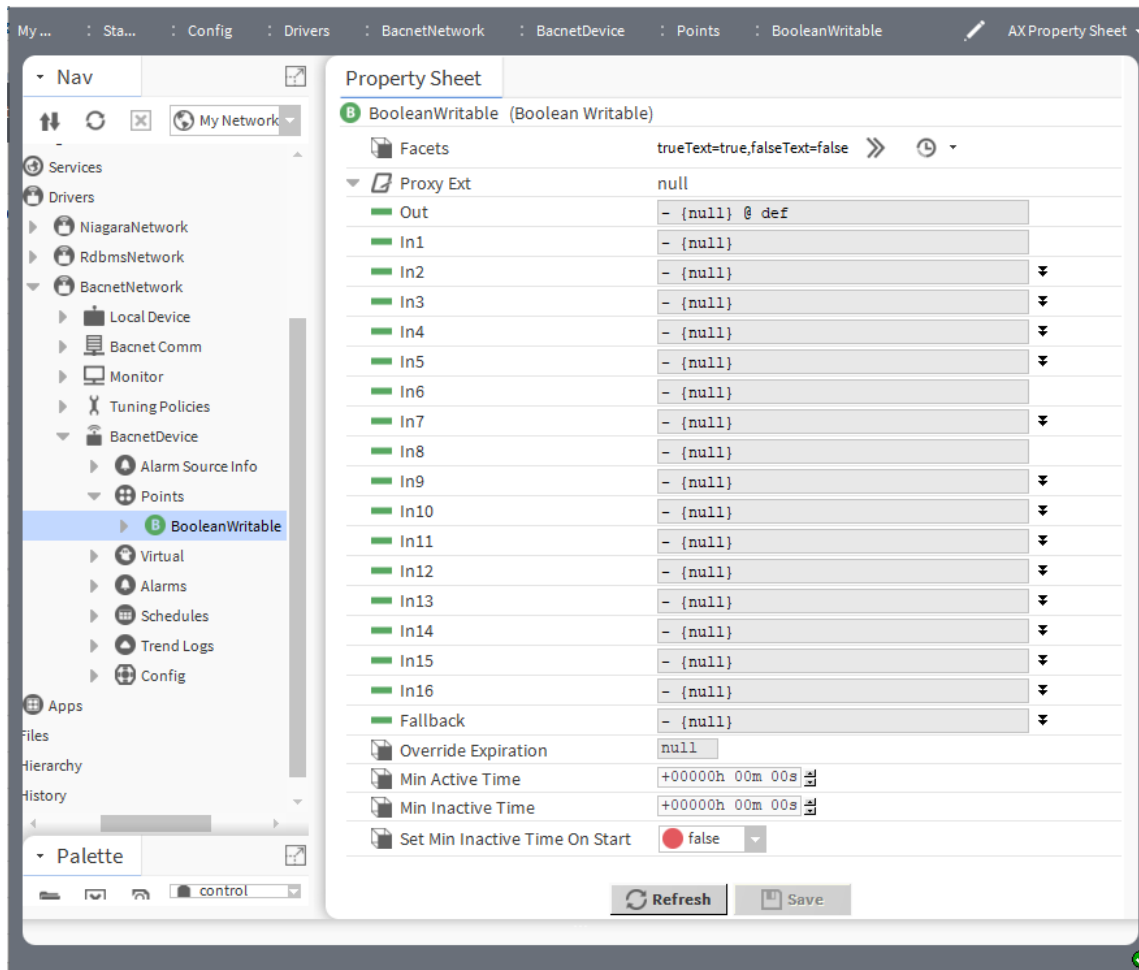 My ... : Sta... : Config : Drivers : BacnetNetwork : BacnetDevice : Points : BooleanWritable AX Property Sheet
Nav
My Network
Services
Drivers
NiagaraNetwork
RdbmsNetwork
BacnetNetwork
Local Device
Bacnet Comm
Monitor
Tuning Policies
BacnetDevice
Alarm Source Info
Points
B BooleanWritable
Virtual
Alarms
Schedules
Trend Logs
Config
Apps
Files
Hierarchy
History
Palette
control
Property Sheet
B BooleanWritable (Boolean Writable)
Facets trueText=true,falseText=false
Proxy Ext null
Out - {null} @ def
In1 - {null}
In2 - {null}
In3 - {null}
In4 - {null}
In5 - {null}
In6 - {null}
In7 - {null}
In8 - {null}
In9 - {null}
In10 - {null}
In11 - {null}
In12 - {null}
In13 - {null}
In14 - {null}
In15 - {null}
In16 - {null}
Fallback - {null}
Override Expiration null
Min Active Time +00000h 00m 00s
Min Inactive Time +00000h 00m 00s
Set Min Inactive Time On Start false
Refresh Save